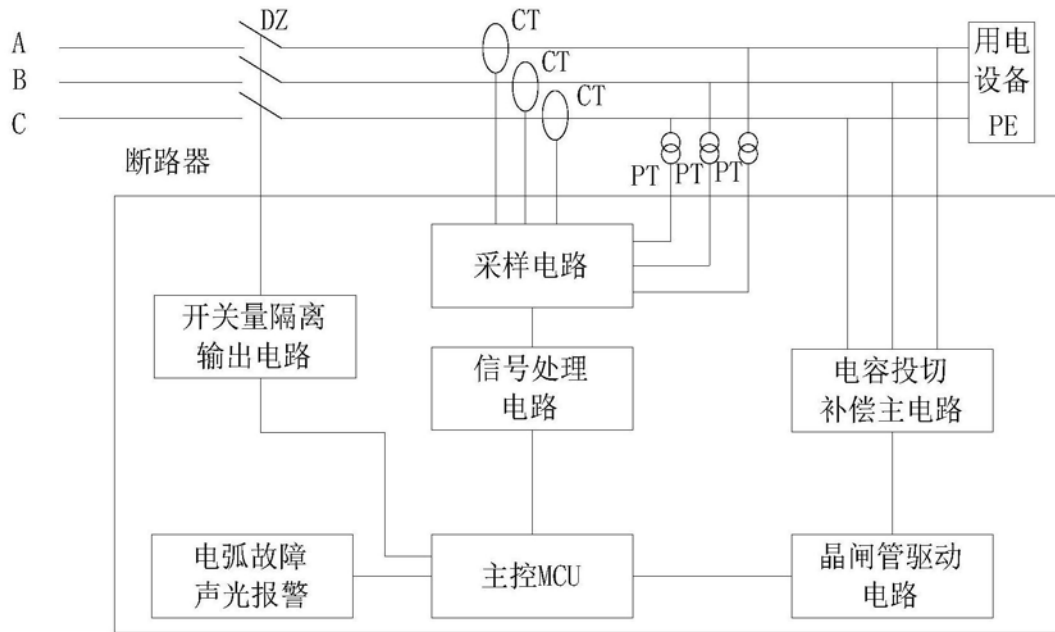 DZ
A
B
C
CT
CT
CT
用电
设备
PE
断路器
PT
PT
PT
采样电路
开关量隔离
输出电路
信号处理
电路
电容投切
补偿主电路
电弧故障
声光报警
主控MCU
晶闸管驱动
电路